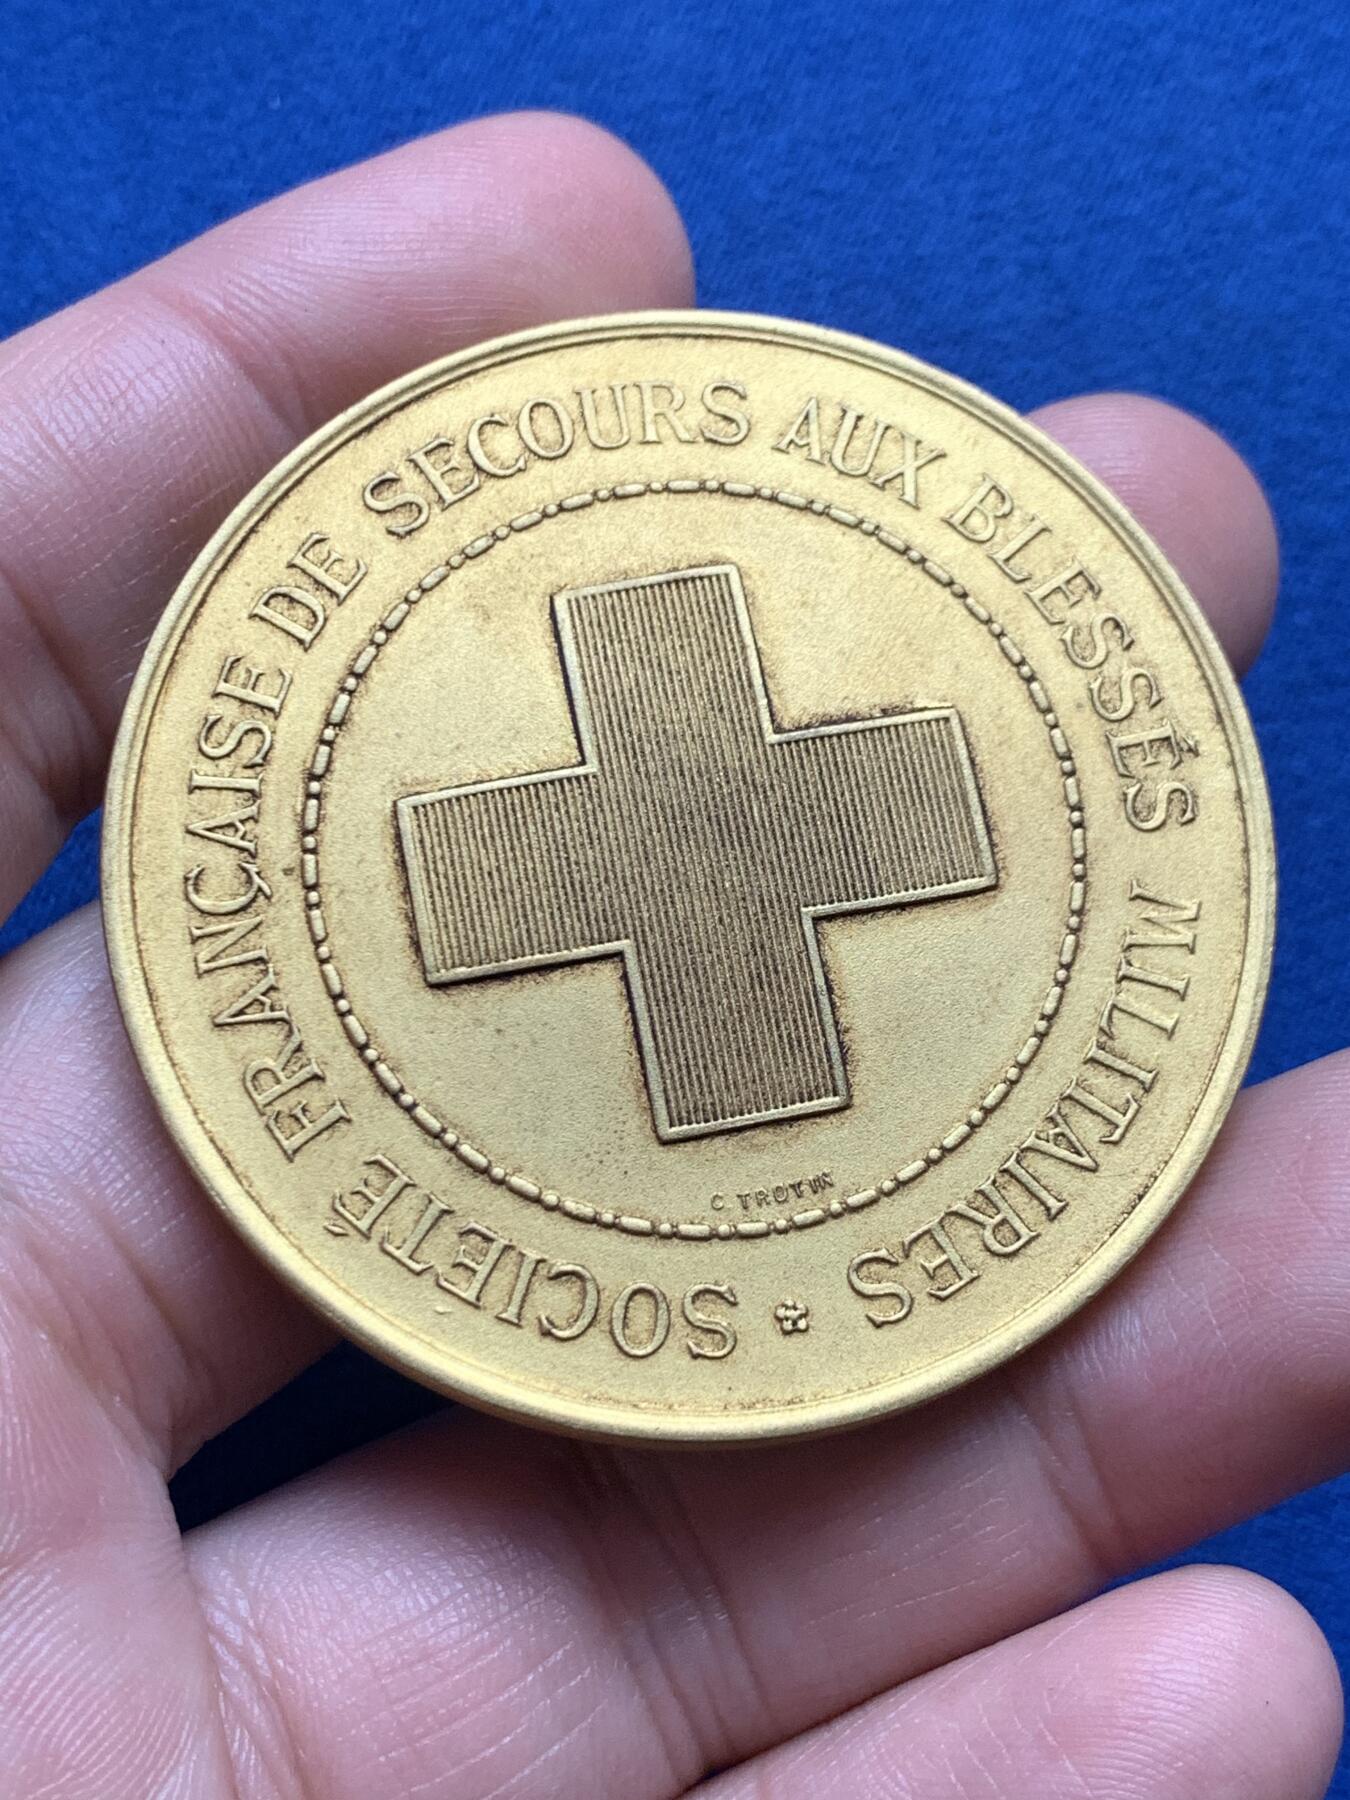 SOCIÉTÉ FRANÇAISE DE SECOURS AUX BLESSÉS MILITAIRES
C TROTIN